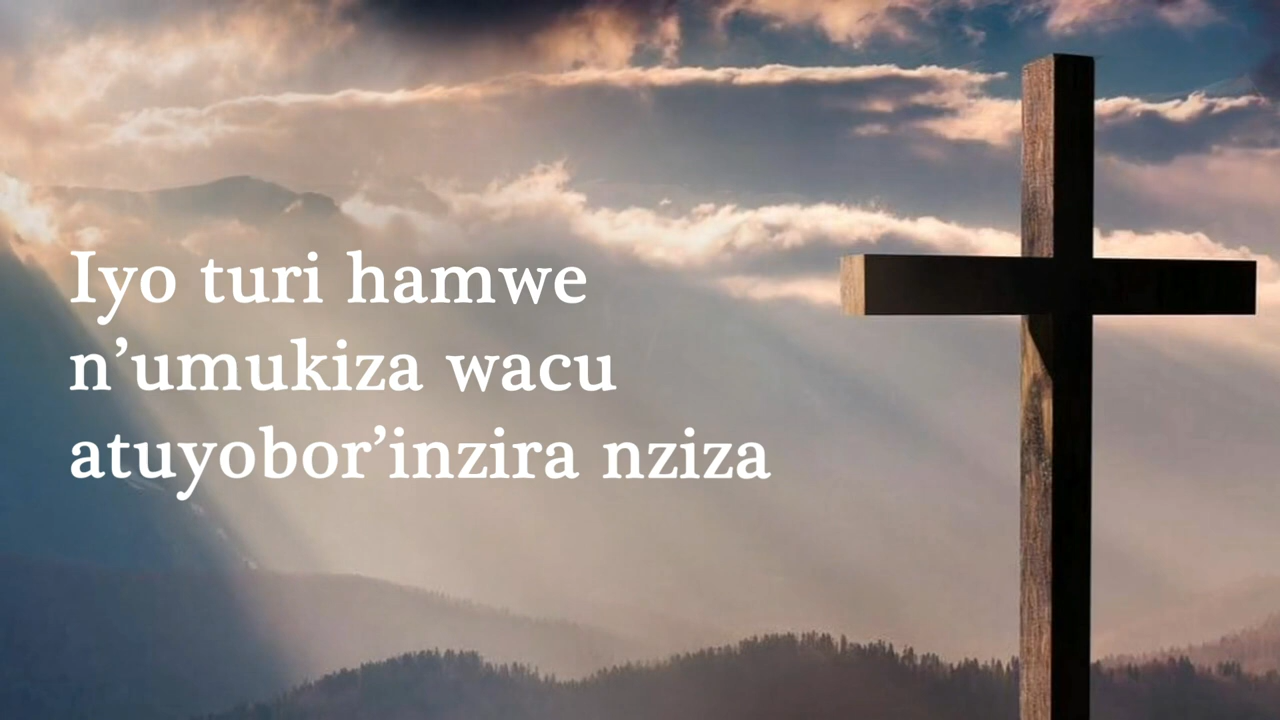 Iyo turi hamwe
n’umukiza wacu
atuyobor’inzira nziza